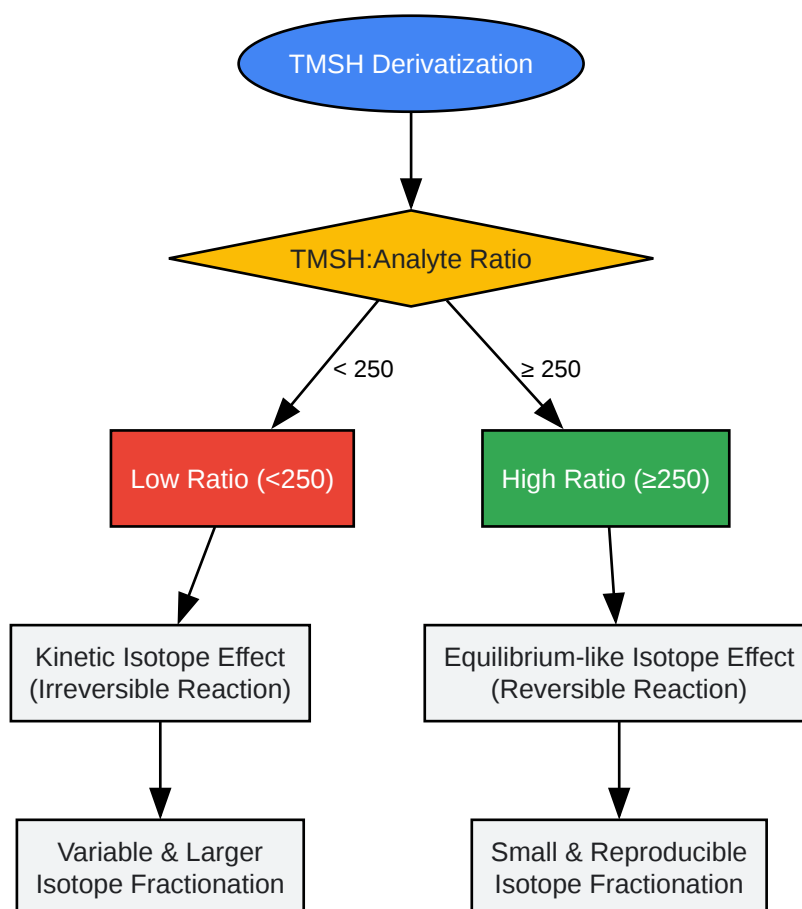 TMSH Derivatization
TMSH:Analyte Ratio
< 250
≥ 250
Low Ratio (<250)
High Ratio (≥250)
Kinetic Isotope Effect
(Irreversible Reaction)
Equilibrium-like Isotope Effect
(Reversible Reaction)
Variable & Larger
Isotope Fractionation
Small & Reproducible
Isotope Fractionation